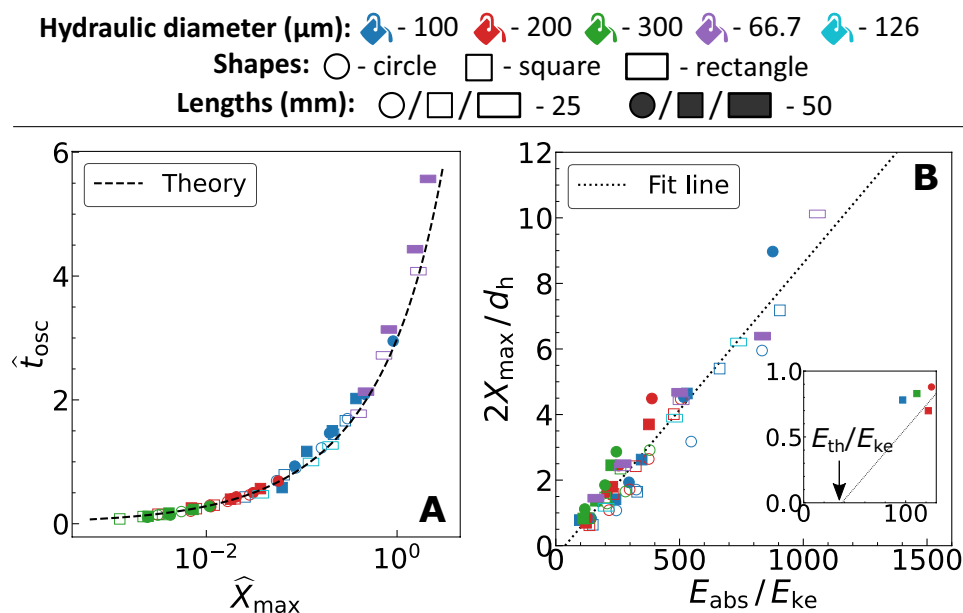 Hydraulic diameter (μm): - 100 - 200 - 300 - 66.7 - 126
Shapes: - circle - square - rectangle
Lengths (mm): / / - 25 / / - 50
6
4
2
0
t̂osc
Theory
A
10⁻² 10⁰
X̂max
12
10
8
6
4
2
0
2Xmax/dh
Fit line
B
1.0
0.5
0.0
Eth/Eke
100
0 500 1000 1500
Eabs/Eke